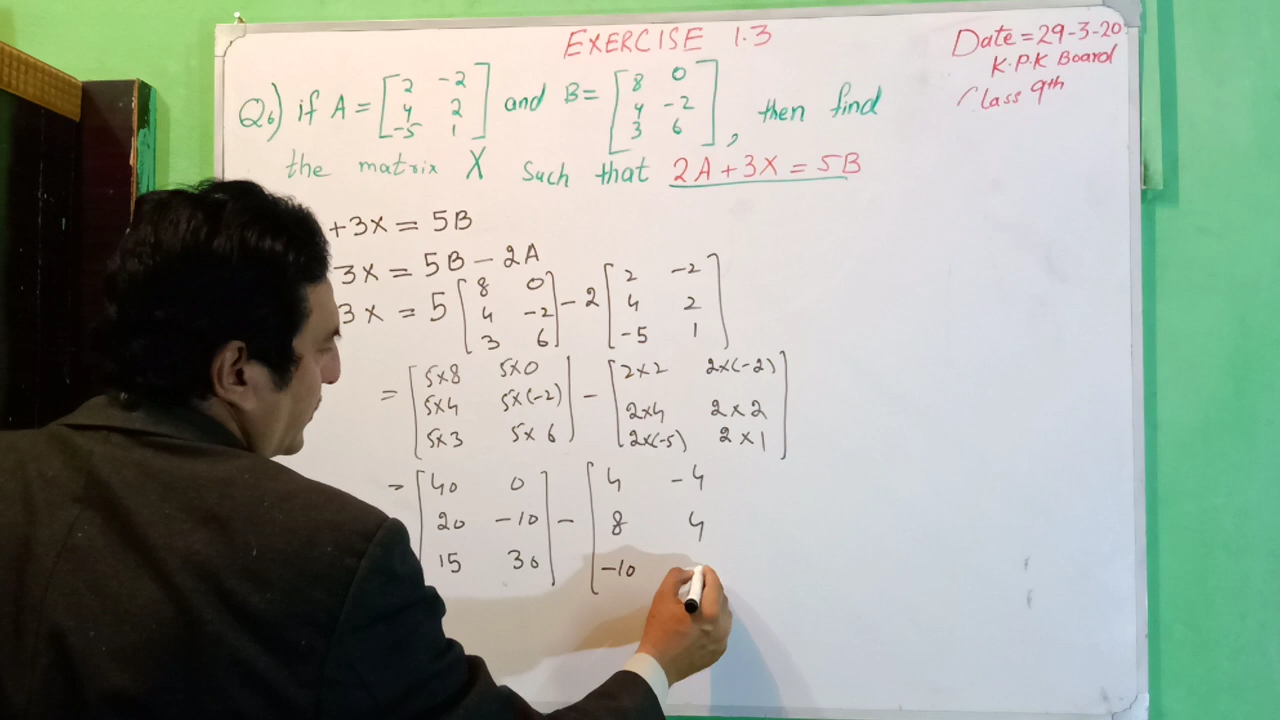 EXERCISE 1.3
Date = 29-3-20
K.P.K Board
Class 9th
Q6) if A = [2 -2; 4 2; -5 1] and B = [8 0; 4 -2; 3 6], then find
the matrix X such that 2A + 3X = 5B
+3X = 5B
3X = 5B - 2A
3X = 5 [8 0; 4 -2; 3 6] - 2 [2 -2; 4 2; -5 1]
= [5×8 5×0; 5×4 5×(-2); 5×3 5×6] - [2×2 2×(-2); 2×4 2×2; 2×(-5) 2×1]
= [40 0; 20 -10; 15 30] - [4 -4; 8 4; -10